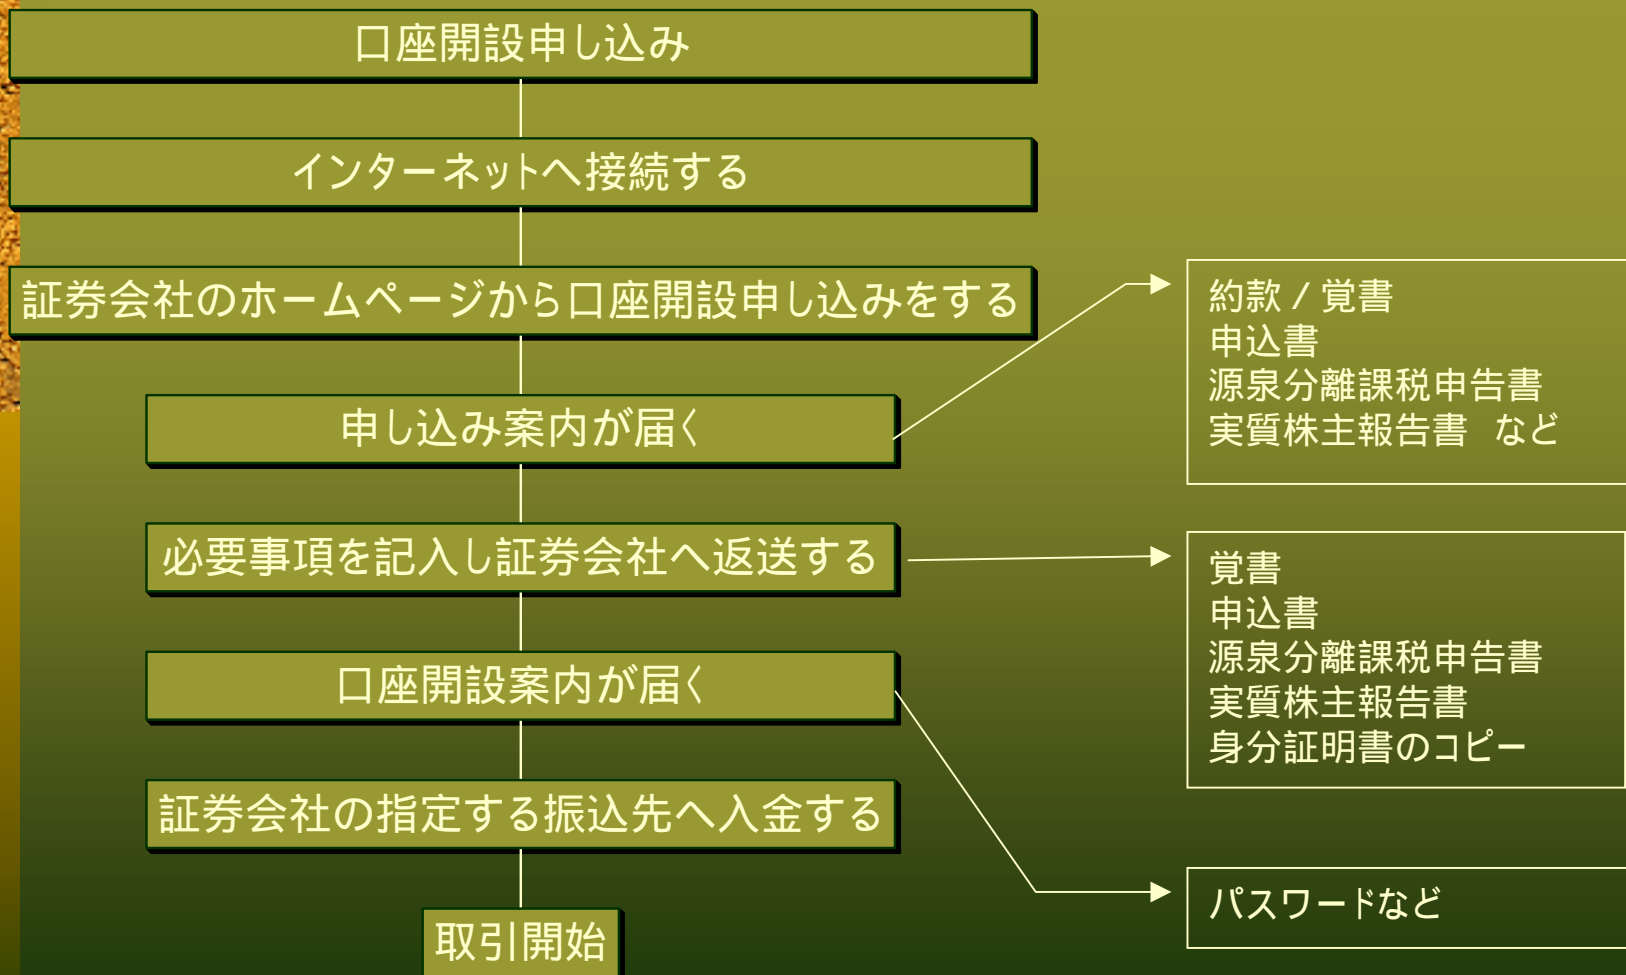 口座開設申し込み
インターネットへ接続する
証券会社のホームページから口座開設申し込みをする
申し込み案内が届く
必要事項を記入し証券会社へ返送する
口座開設案内が届く
証券会社の指定する振込先へ入金する
取引開始
約款 / 覚書
申込書
源泉分離課税申告書
実質株主報告書 など
覚書
申込書
源泉分離課税申告書
実質株主報告書
身分証明書のコピー
パスワードなど